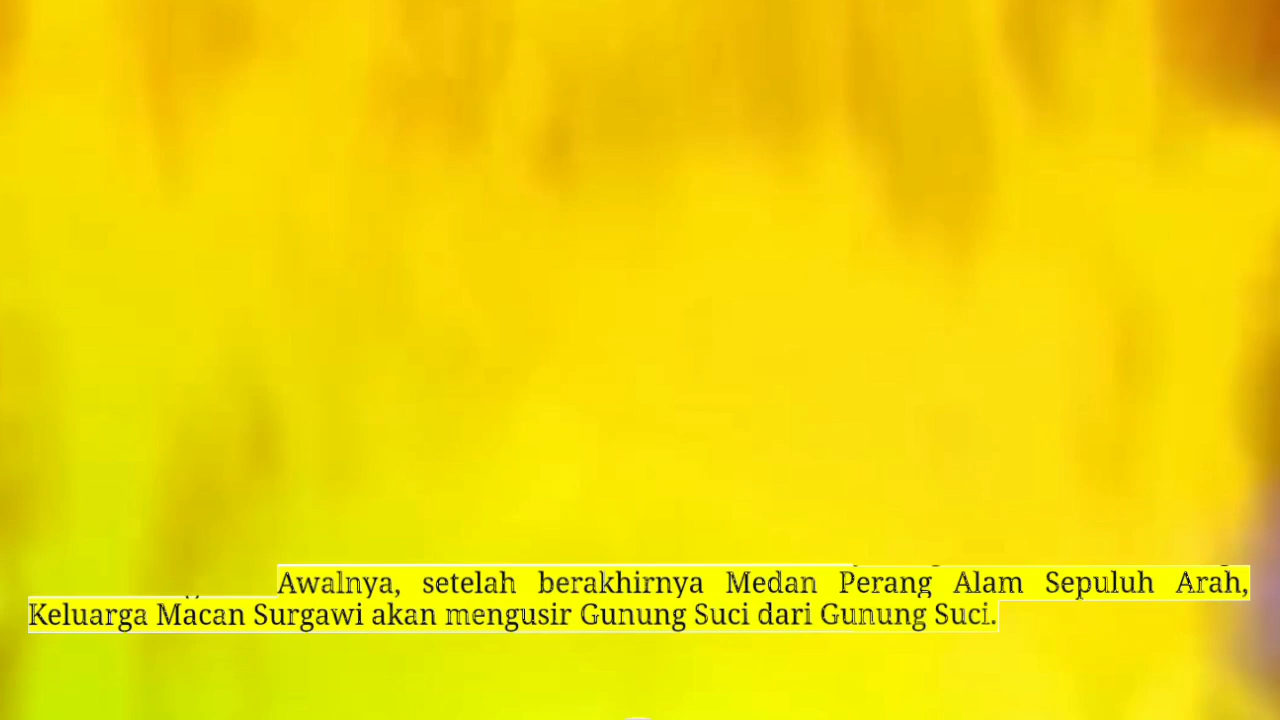 Awalnya, setelah berakhirnya Medan Perang Alam Sepuluh Arah,
Keluarga Macan Surgawi akan mengusir Gunung Suci dari Gunung Suci.